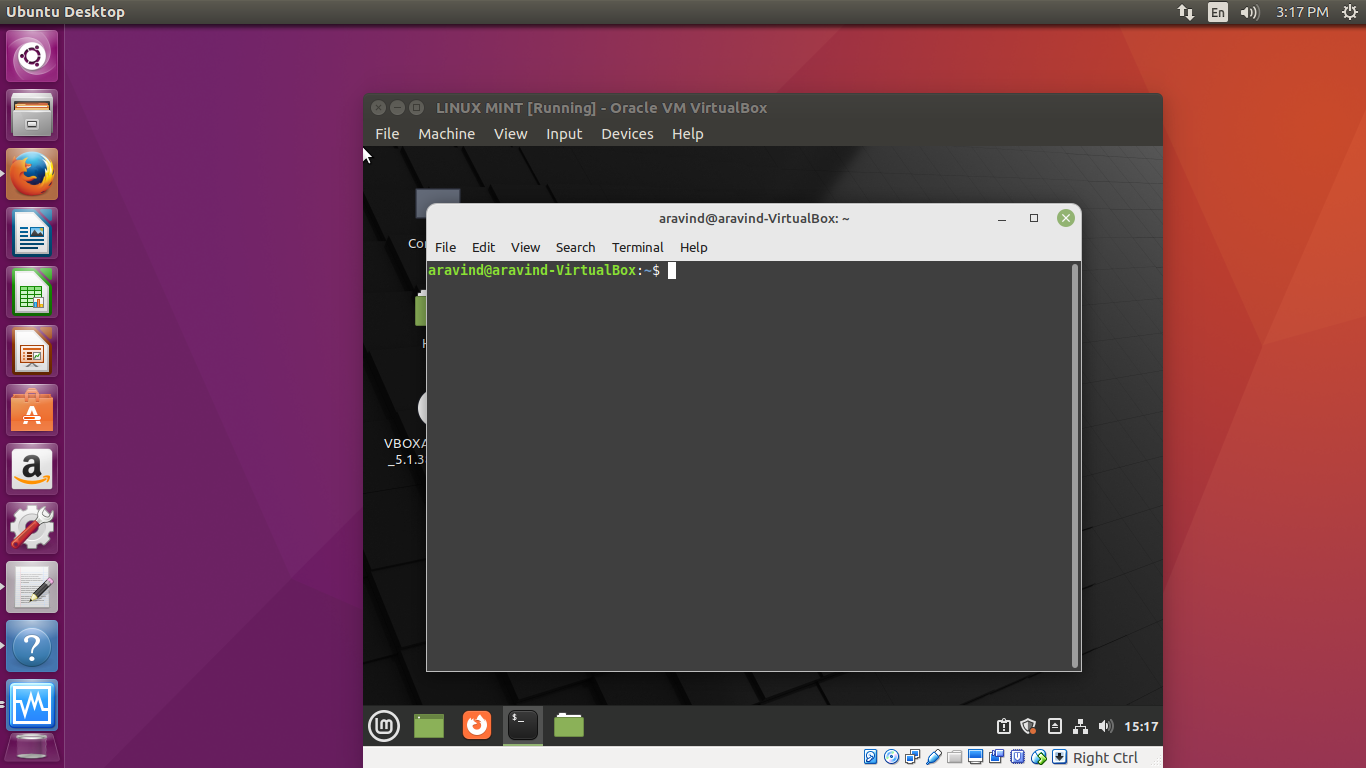 Ubuntu Desktop
En
3:17 PM
LINUX MINT [Running] - Oracle VM VirtualBox
File Machine View Input Devices Help
aravind@aravind-VirtualBox: ~
File Edit View Search Terminal Help
aravind@aravind-VirtualBox:~$
Co
H
VBOXA
_5.1.3
$_
lm
15:17
Right Ctrl
A
a
?